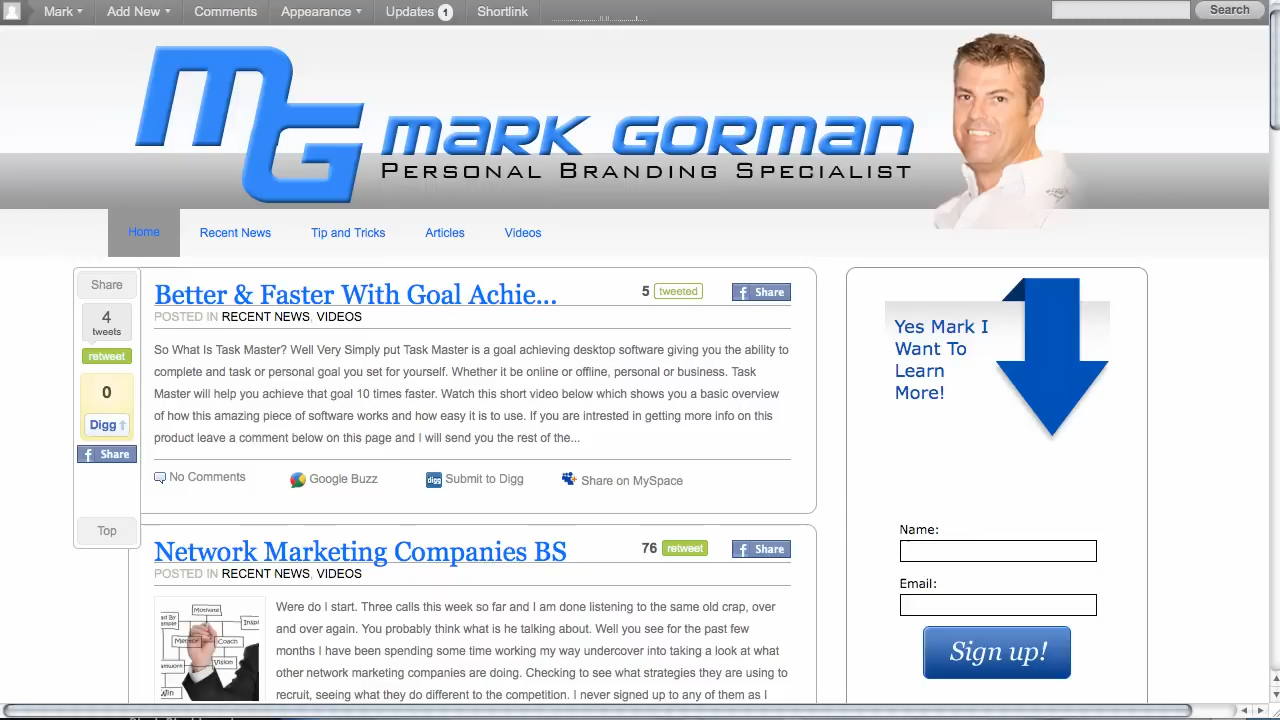 Mark Add New Comments Appearance Updates 1 Shortlink Search
MG
MARK GORMAN
PERSONAL BRANDING SPECIALIST
Home Recent News Tip and Tricks Articles Videos
Share
4
tweets
retweet
0
Digg
Share
Top
Better & Faster With Goal Achie...
5 tweeted Share
POSTED IN RECENT NEWS, VIDEOS
So What Is Task Master? Well Very Simply put Task Master is a goal achieving desktop software giving you the ability to
complete and task or personal goal you set for yourself. Whether it be online or offline, personal or business. Task
Master will help you achieve that goal 10 times faster. Watch this short video below which shows you a basic overview
of how this amazing piece of software works and how easy it is to use. If you are intrested in getting more info on this
product leave a comment below on this page and I will send you the rest of the...
No Comments Google Buzz Submit to Digg Share on MySpace
Network Marketing Companies BS
76 retweet Share
POSTED IN RECENT NEWS, VIDEOS
Motivate
Mentor
Coach
Vision
Win
Were do I start. Three calls this week so far and I am done listening to the same old crap, over
and over again. You probably think what is he talking about. Well you see for the past few
months I have been spending some time working my way undercover into taking a look at what
other network marketing companies are doing. Checking to see what strategies they are using to
recruit, seeing what they do different to the competition. I never signed up to any of them as I
Yes Mark I
Want To
Learn
More!
Name:
Email:
Sign up!